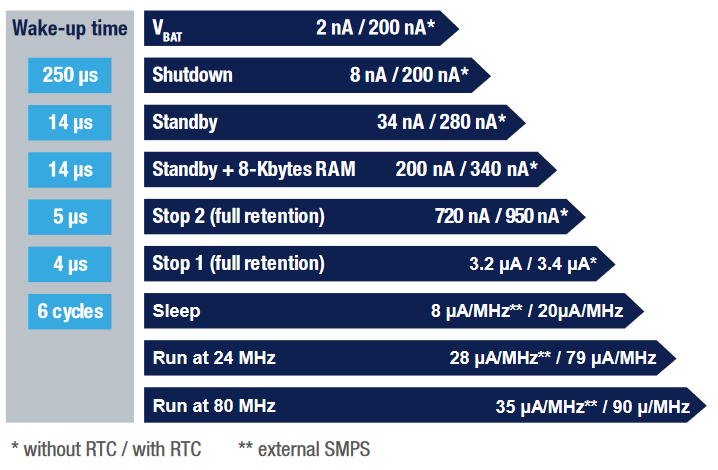 Wake-up time VBAT 2 nA / 200 nA*
250 µs Shutdown 8 nA / 200 nA*
14 µs Standby 34 nA / 280 nA*
14 µs Standby + 8-Kbytes RAM 200 nA / 340 nA*
5 µs Stop 2 (full retention) 720 nA / 950 nA*
4 µs Stop 1 (full retention) 3.2 µA / 3.4 µA*
6 cycles Sleep 8 µA/MHz** / 20µA/MHz
Run at 24 MHz 28 µA/MHz** / 79 µA/MHz
Run at 80 MHz 35 µA/MHz** / 90 µ/MHz
* without RTC / with RTC ** external SMPS